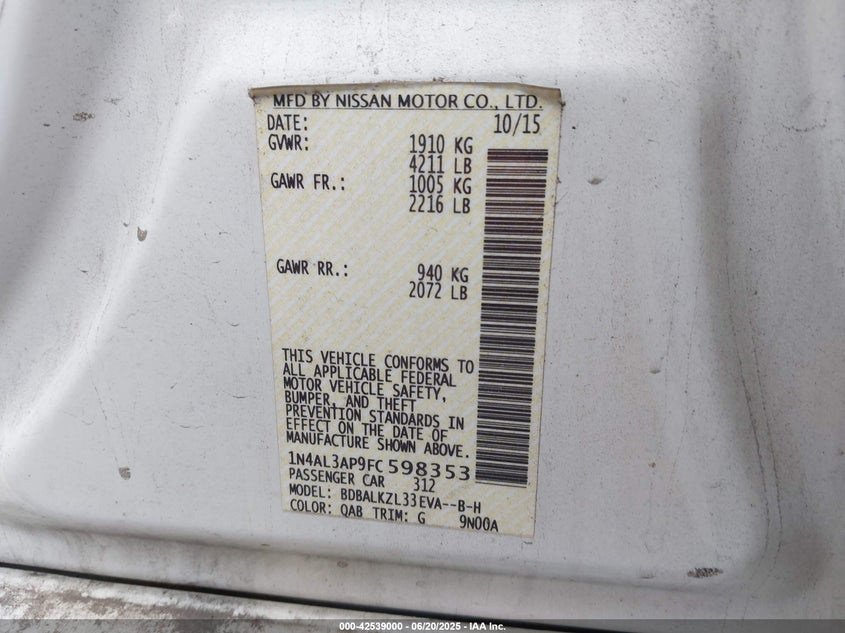 MFD BY NISSAN MOTOR CO., LTD.
DATE: 10/15
GVWR: 1910 KG
4211 LB
GAWR FR.: 1005 KG
2216 LB
GAWR RR.: 940 KG
2072 LB
THIS VEHICLE CONFORMS TO
ALL APPLICABLE FEDERAL
MOTOR VEHICLE SAFETY,
BUMPER, AND THEFT
PREVENTION STANDARDS IN
EFFECT ON THE DATE OF
MANUFACTURE SHOWN ABOVE.
1N4AL3AP9FC598353
PASSENGER CAR 312
MODEL: BDBALKZL33EVA--B-H
COLOR: QAB TRIM: G 9N00A
000-42539000 - 06/20/2025 - IAA Inc.